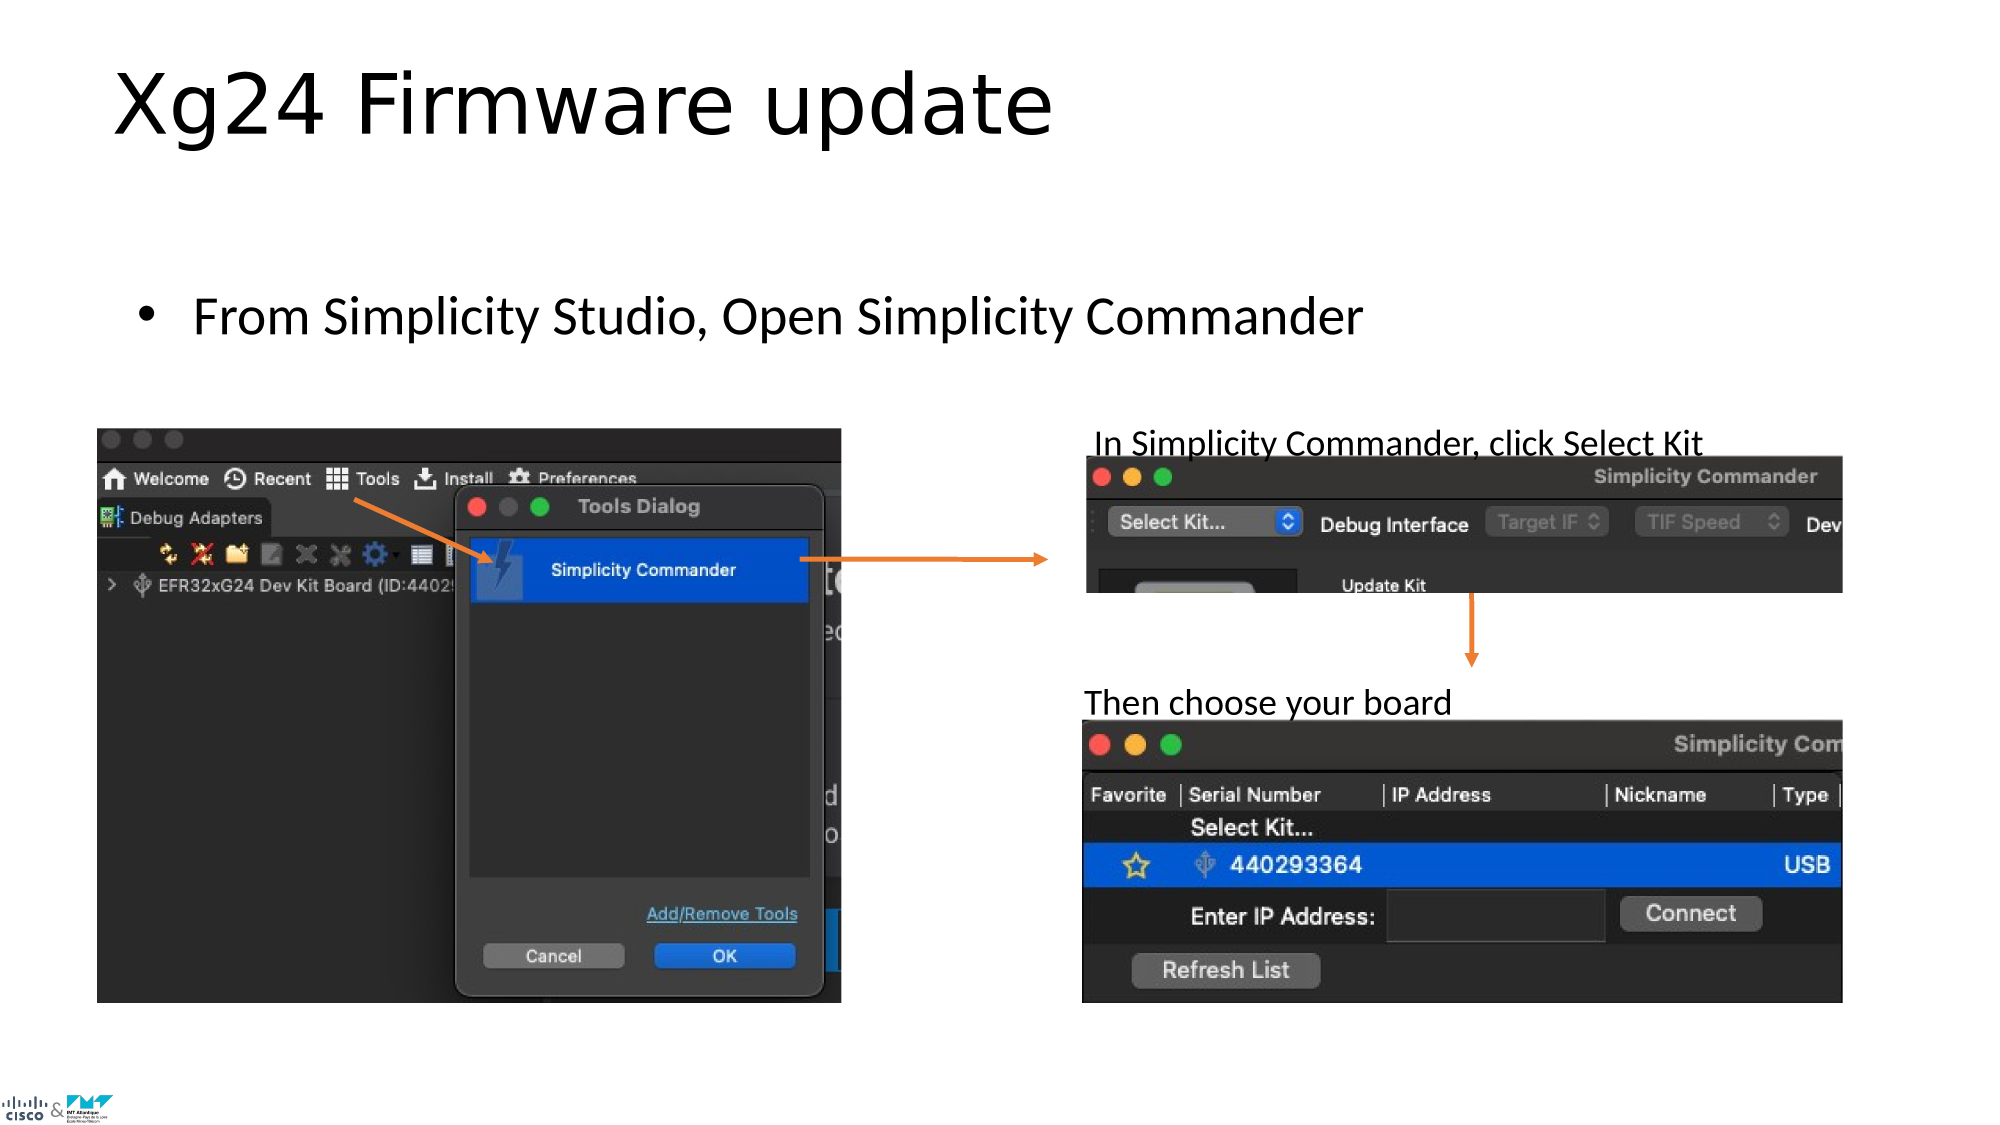 Xg24 Firmware update
• From Simplicity Studio, Open Simplicity Commander
Welcome Recent Tools Install Preferences
Debug Adapters
EFR32xG24 Dev Kit Board (ID:4402
Tools Dialog
Simplicity Commander
Add/Remove Tools
Cancel OK
In Simplicity Commander, click Select Kit
Simplicity Commander
Select Kit... Debug Interface Target IF TIF Speed Dev
Update Kit
Then choose your board
Simplicity Com
Favorite Serial Number IP Address Nickname Type
Select Kit...
440293364 USB
Enter IP Address: Connect
Refresh List
CISCO & IMT Atlantique